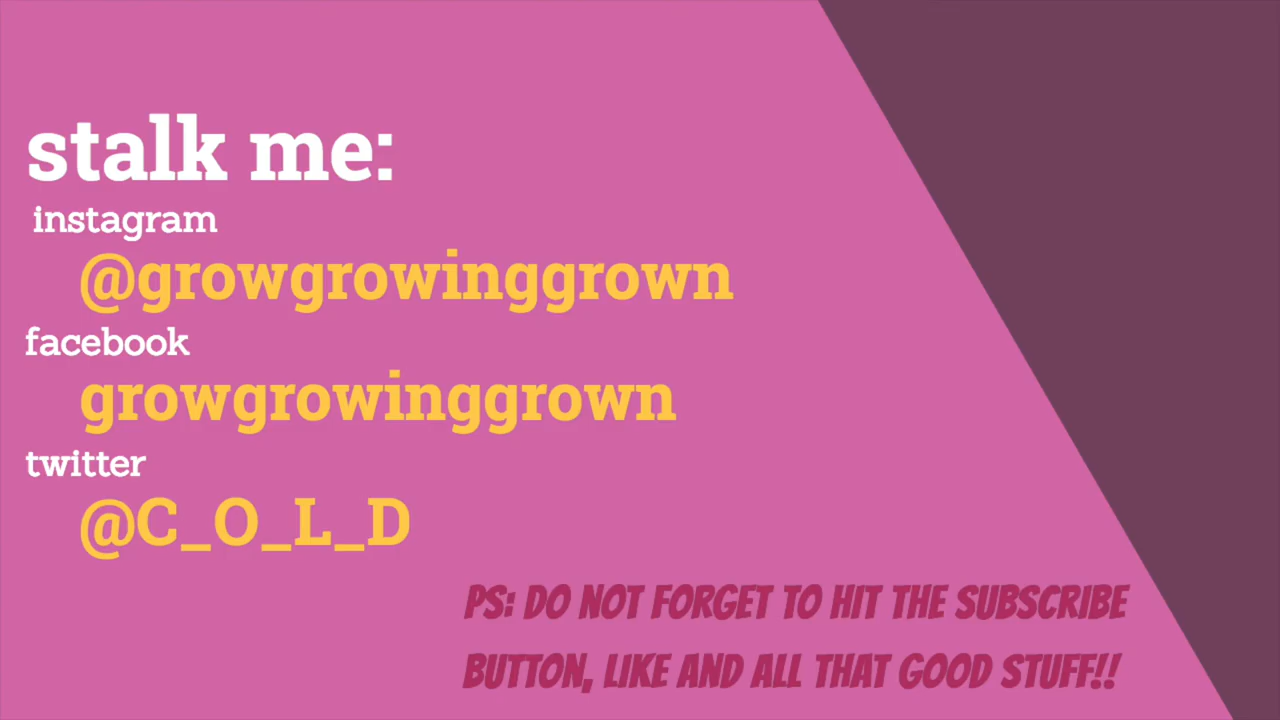 stalk me:
instagram
@growgrowinggrown
facebook
growgrowinggrown
twitter
@C_O_L_D
PS: DO NOT FORGET TO HIT THE SUBSCRIBE
BUTTON, LIKE AND ALL THAT GOOD STUFF!!